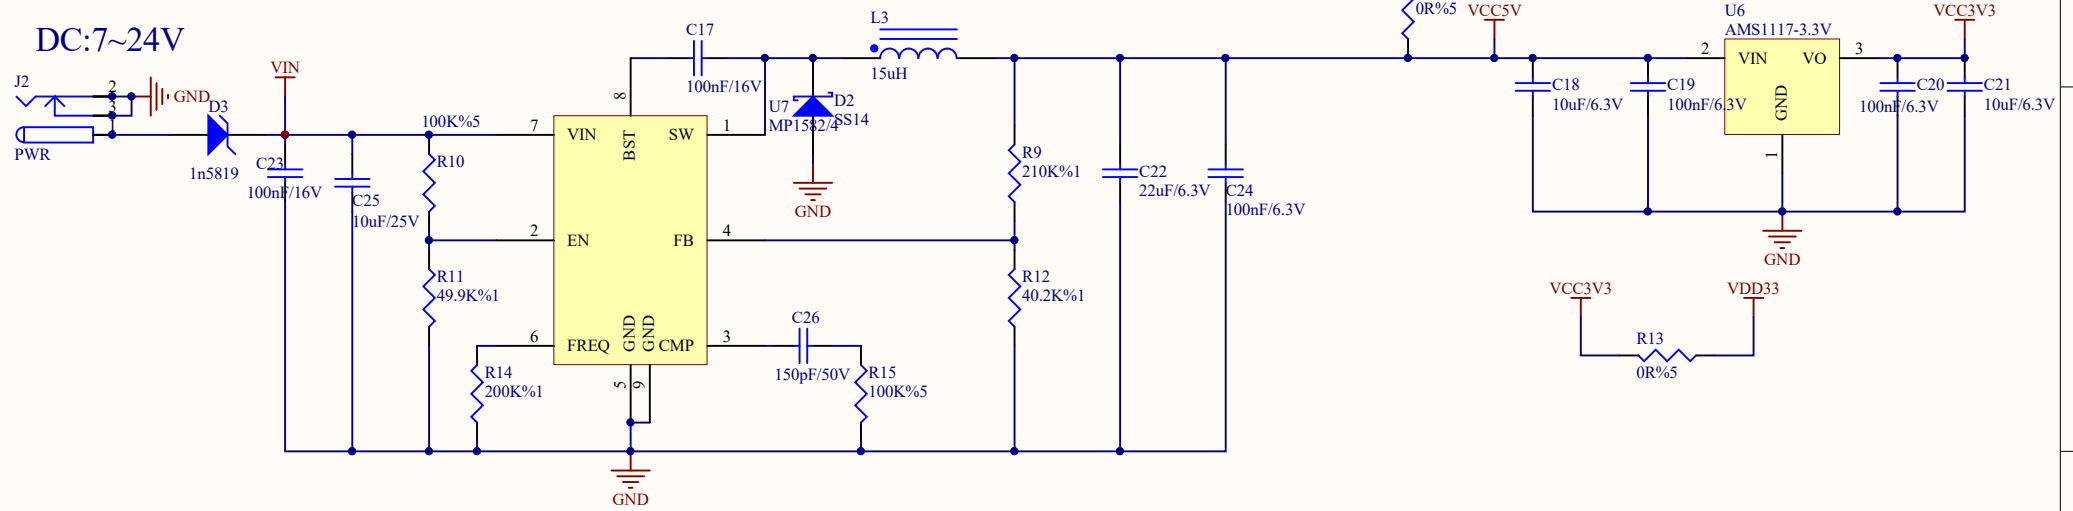 DC:7~24V
J2
2
3
1
GND
PWR
D3
1n5819
VIN
C23
100nF/16V
C25
10uF/25V
100K%5
R10
R11
49.9K%1
R14
200K%1
7
VIN
2
EN
6
FREQ
8
BST
SW
1
FB
4
GND
GND
CMP
3
5
9
GND
C17
100nF/16V
U7
MP1582/4
D2
SS14
GND
L3
15uH
C26
150pF/50V
R15
100K%5
R9
210K%1
R12
40.2K%1
C22
22uF/6.3V
C24
100nF/6.3V
0R%5
VCC5V
C18
10uF/6.3V
C19
100nF/6.3V
U6
AMS1117-3.3V
2
VIN
VO
3
GND
1
GND
VCC3V3
C20
100nF/6.3V
C21
10uF/6.3V
VCC3V3
VDD33
R13
0R%5